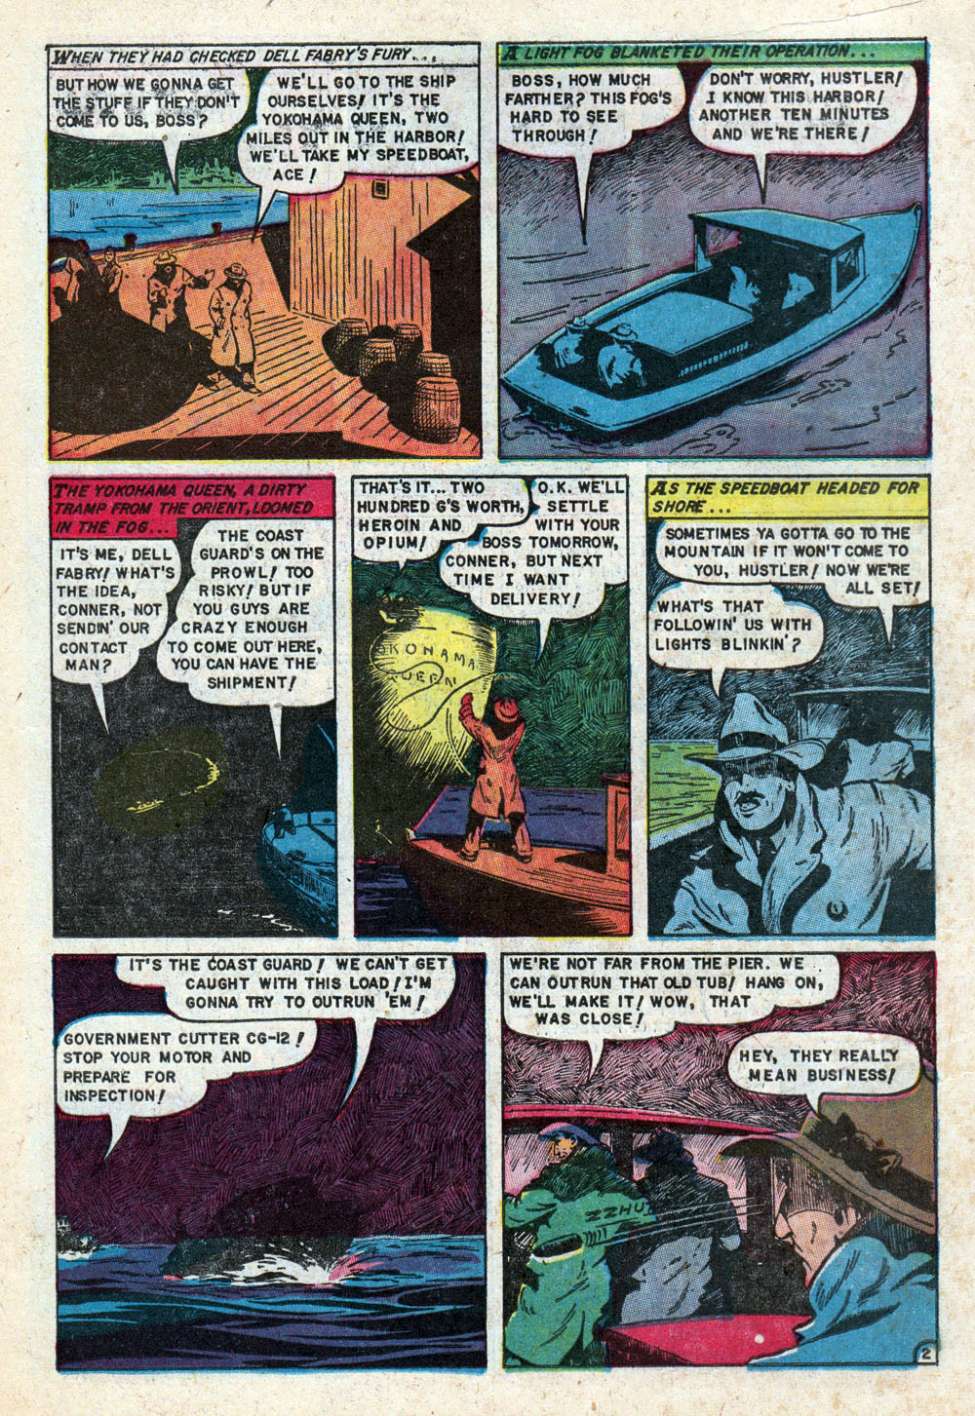 WHEN THEY HAD CHECKED DELL FABRY'S FURY...
BUT HOW WE GONNA GET
THE STUFF IF THEY DON'T
COME TO US, BOSS?
WE'LL GO TO THE SHIP
OURSELVES! IT'S THE
YOKOHAMA QUEEN, TWO
MILES OUT IN THE HARBOR!
WE'LL TAKE MY SPEEDBOAT,
ACE!
A LIGHT FOG BLANKETED THEIR OPERATION...
BOSS, HOW MUCH
FARTHER? THIS FOG'S
HARD TO SEE
THROUGH!
DON'T WORRY, HUSTLER!
I KNOW THIS HARBOR!
ANOTHER TEN MINUTES
AND WE'RE THERE!
THE YOKOHAMA QUEEN, A DIRTY
TRAMP FROM THE ORIENT, LOOMED
IN THE FOG...
IT'S ME, DELL
FABRY! WHAT'S
THE IDEA,
CONNER, NOT
SENDIN' OUR
CONTACT
MAN?
THE COAST
GUARD'S ON THE
PROWL! TOO
RISKY! BUT IF
YOU GUYS ARE
CRAZY ENOUGH
TO COME OUT HERE,
YOU CAN HAVE THE
SHIPMENT!
THAT'S IT... TWO
HUNDRED G'S WORTH,
HEROIN AND
OPIUM!
O.K. WE'LL
SETTLE
WITH YOUR
BOSS TOMORROW,
CONNER, BUT NEXT
TIME I WANT
DELIVERY!
OKOHAMA
QUEEN
AS THE SPEEDBOAT HEADED FOR
SHORE...
SOMETIMES YA GOTTA GO TO THE
MOUNTAIN IF IT WON'T COME TO
YOU, HUSTLER! NOW WE'RE
ALL SET!
WHAT'S THAT
FOLLOWIN' US WITH
LIGHTS BLINKIN'?
IT'S THE COAST GUARD! WE CAN'T GET
CAUGHT WITH THIS LOAD! I'M
GONNA TRY TO OUTRUN 'EM!
GOVERNMENT CUTTER CG-12!
STOP YOUR MOTOR AND
PREPARE FOR
INSPECTION!
WE'RE NOT FAR FROM THE PIER. WE
CAN OUTRUN THAT OLD TUB! HANG ON,
WE'LL MAKE IT! WOW, THAT
WAS CLOSE!
HEY, THEY REALLY
MEAN BUSINESS!
ZZHU
2